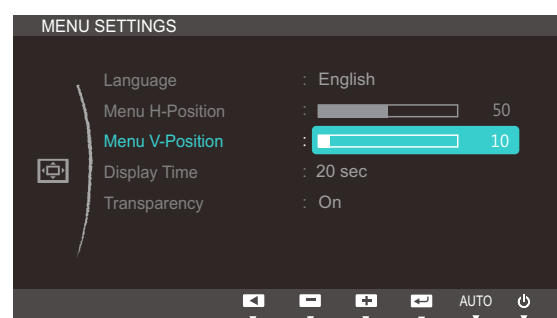 MENU SETTINGS
Language : English
Menu H-Position : 50
Menu V-Position : 10
Display Time : 20 sec
Transparency : On
AUTO